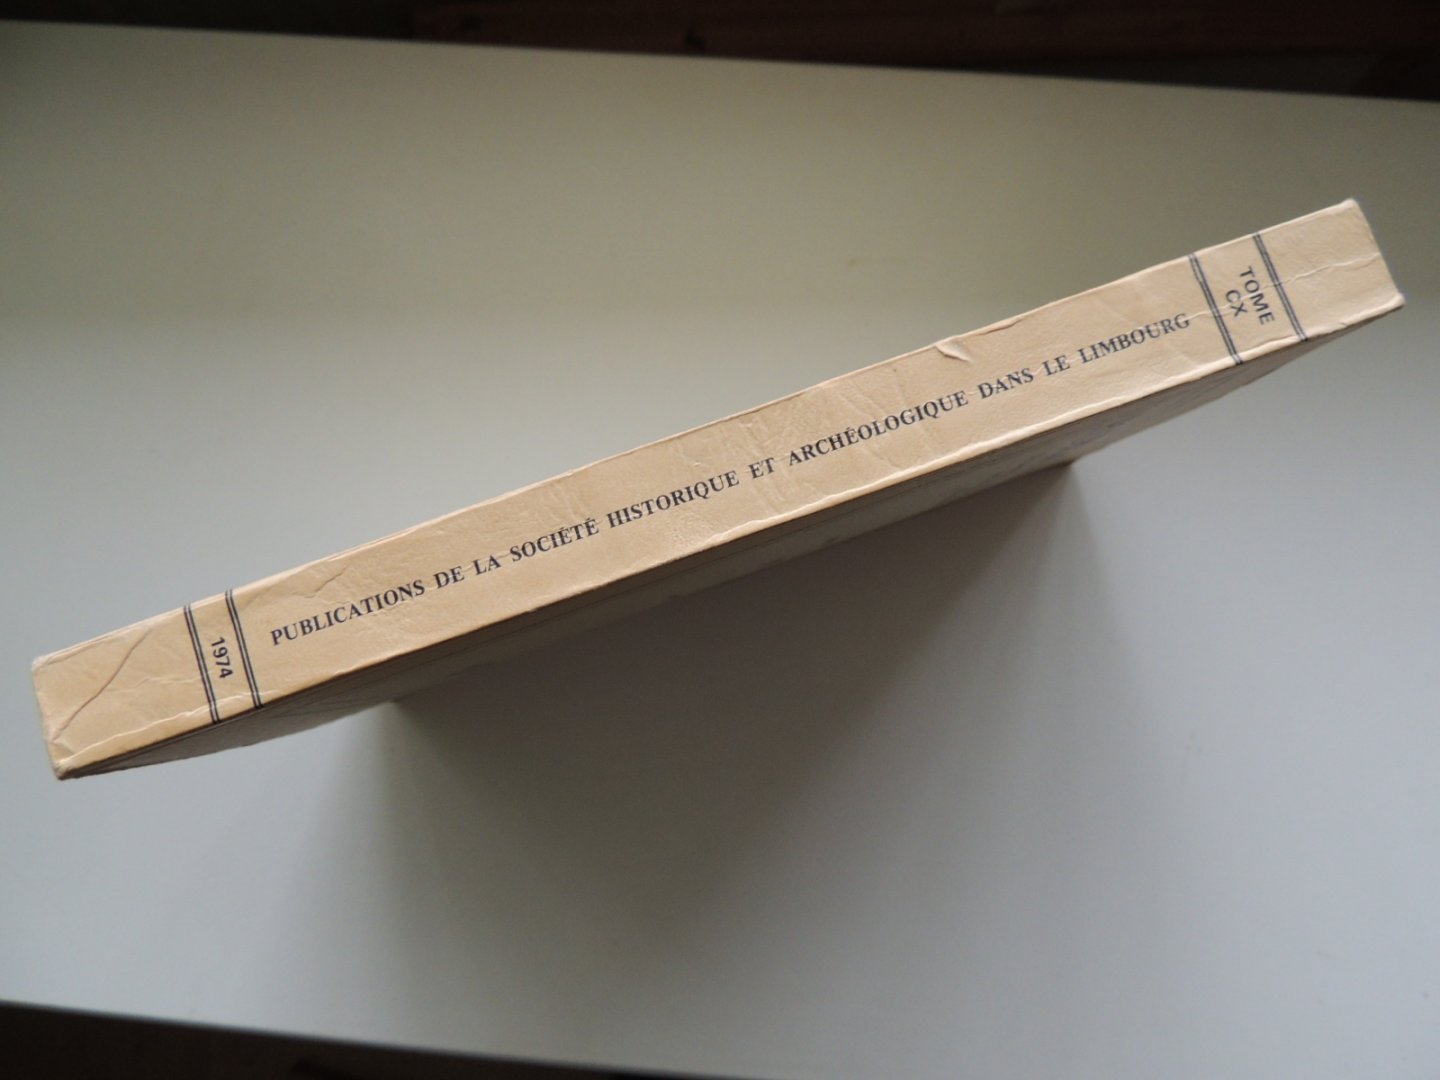 1974
PUBLICATIONS DE LA SOCIÉTÉ HISTORIQUE ET ARCHÉOLOGIQUE DANS LE LIMBOURG
TOME
CX